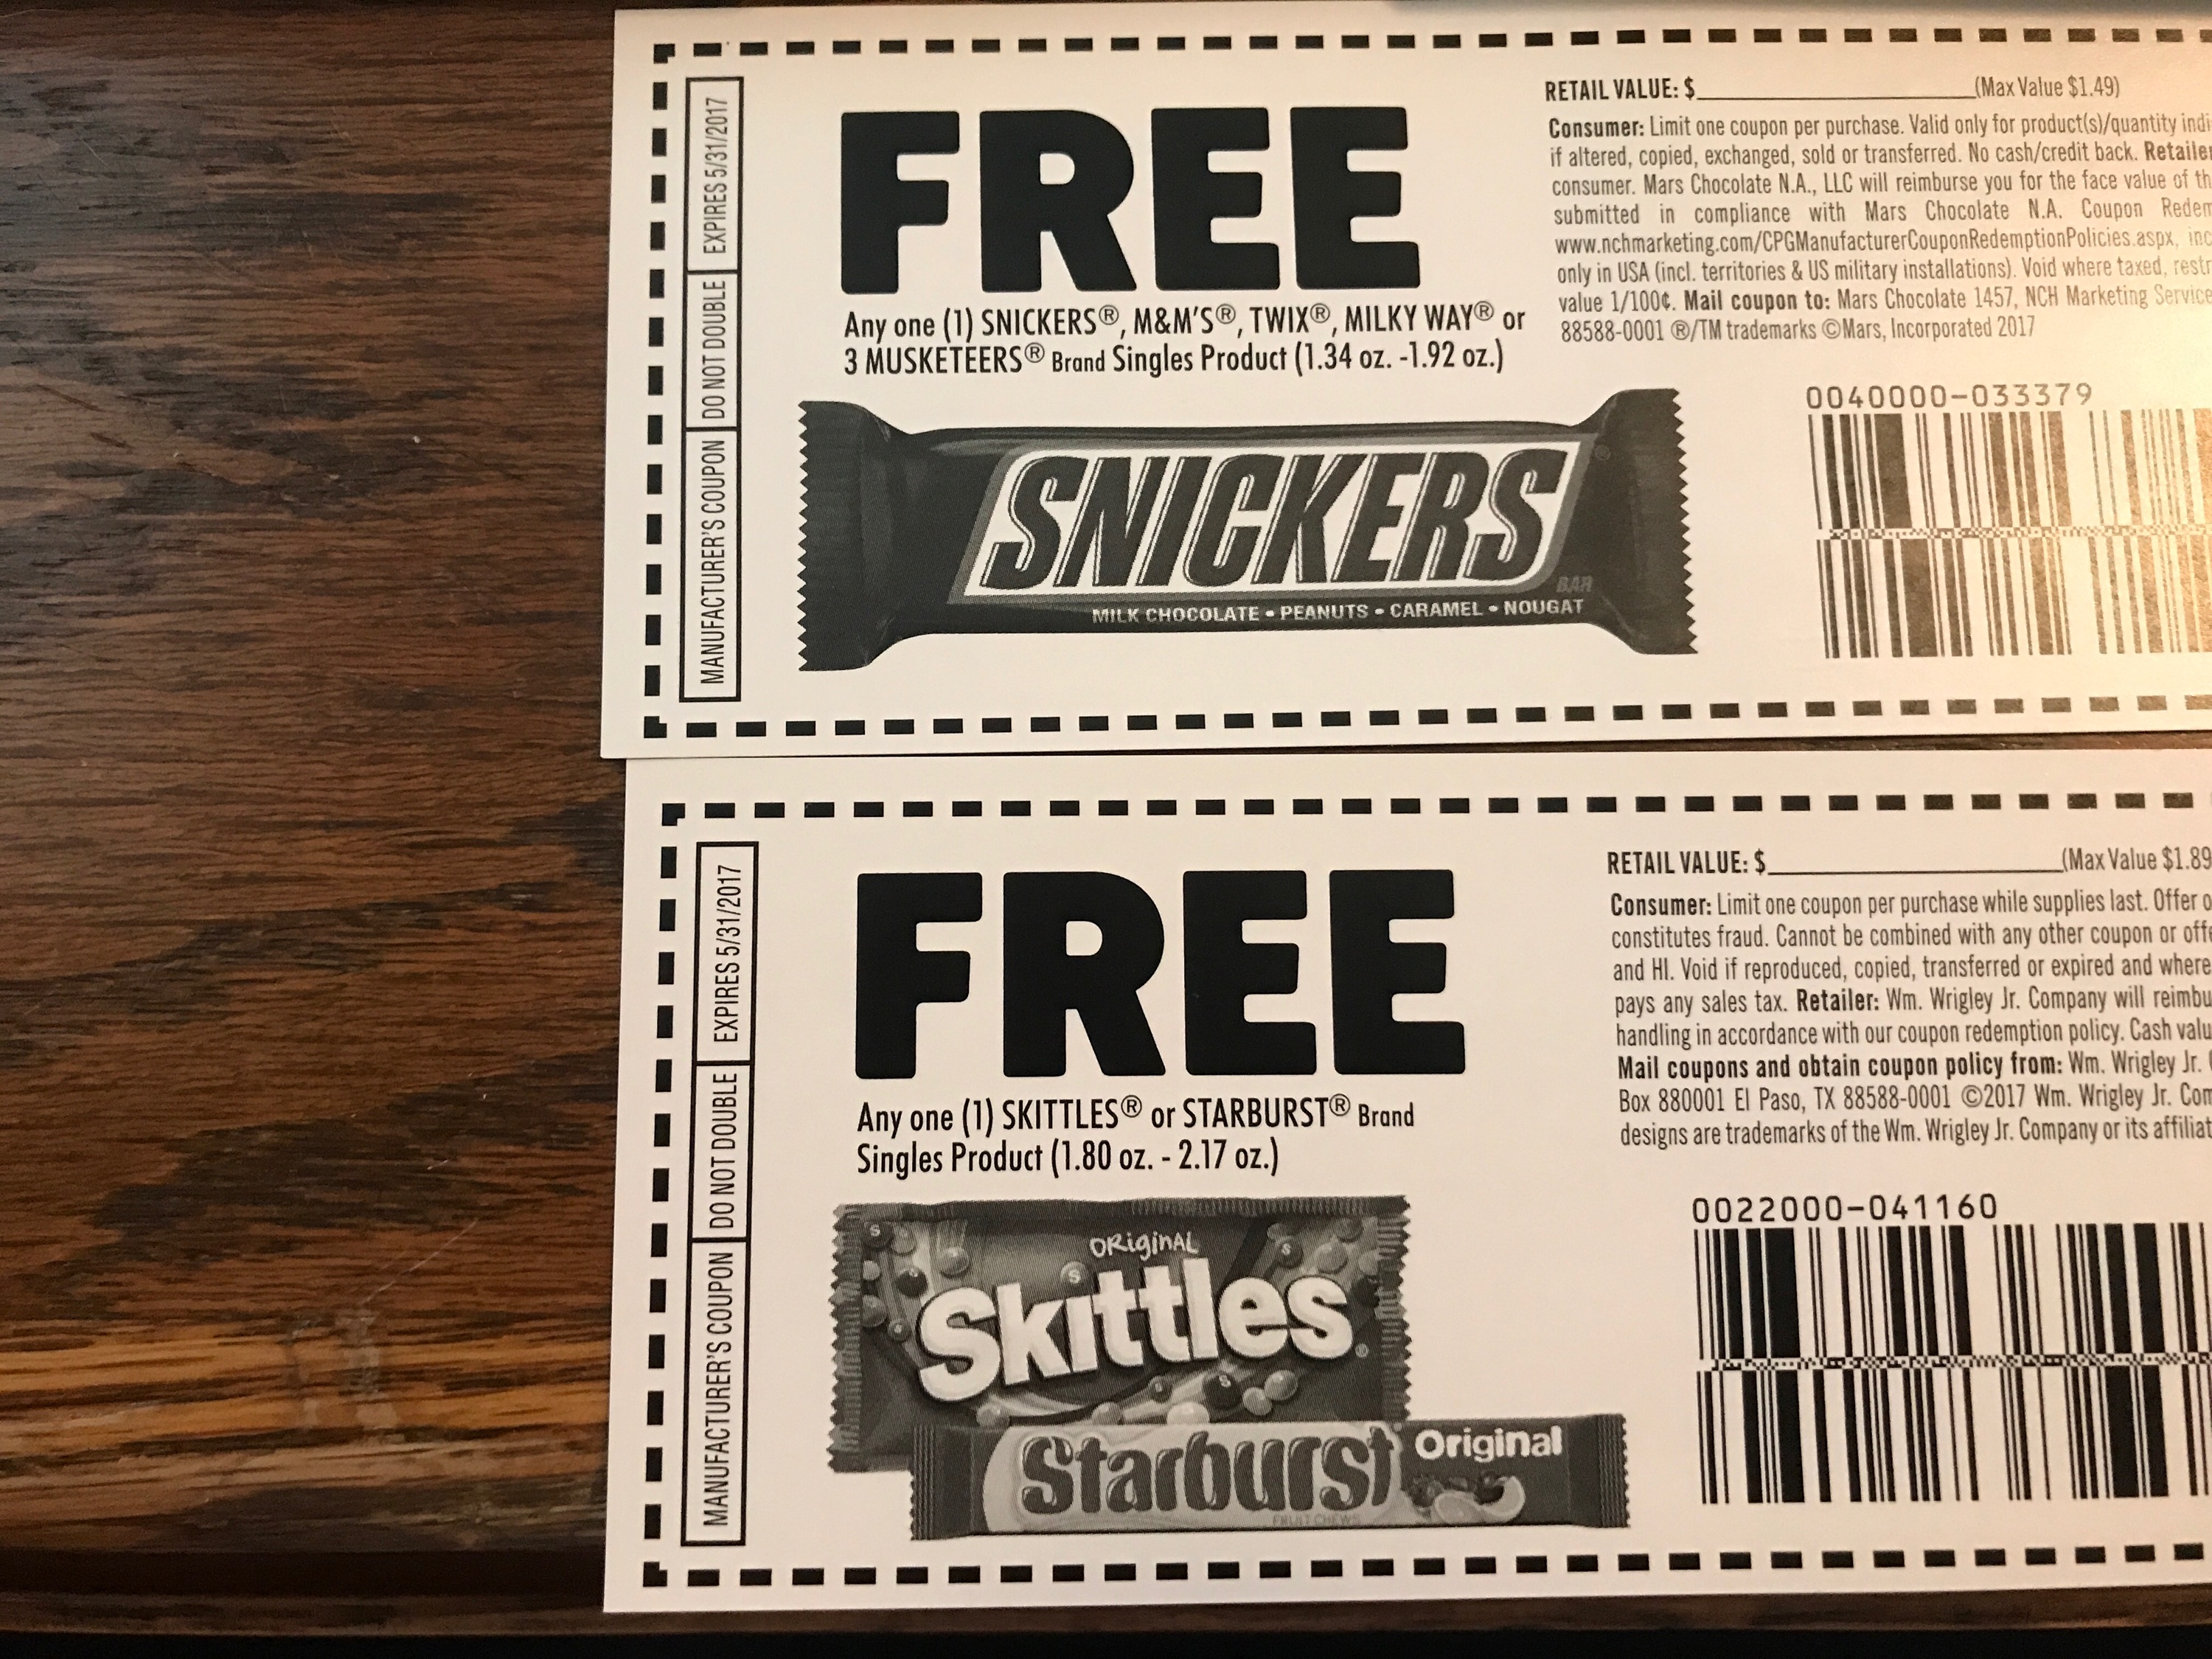 MANUFACTURER'S COUPON DO NOT DOUBLE EXPIRES 5/31/2017
FREE
Any one (1) SNICKERS®, M&M'S®, TWIX®, MILKY WAY® or
3 MUSKETEERS® Brand Singles Product (1.34 oz. -1.92 oz.)
SNICKERS®
BAR
MILK CHOCOLATE • PEANUTS • CARAMEL • NOUGAT
RETAIL VALUE: $ (Max Value $1.49)
Consumer: Limit one coupon per purchase. Valid only for product(s)/quantity
if altered, copied, exchanged, sold or transferred. No cash/credit back.
consumer. Mars Chocolate N.A., LLC will reimburse you for the face value of
submitted in compliance with Mars Chocolate N.A. Coupon
www.nchmarketing.com/CPGManufacturerCouponRedemptionPolicies.aspx,
only in USA (incl. territories & US military installations). Void where taxed,
value 1/100¢. Mail coupon to: Mars Chocolate 1457, NCH Marketing
88588-0001 ®/TM trademarks ©Mars, Incorporated 2017
0040000-033379
MANUFACTURER'S COUPON DO NOT DOUBLE EXPIRES 5/31/2017
FREE
Any one (1) SKITTLES® or STARBURST® Brand
Singles Product (1.80 oz. - 2.17 oz.)
ORiginAL
Skittles®
Starburst Original
FRUIT CHEWS
RETAIL VALUE: $ (Max Value $1.89
Consumer: Limit one coupon per purchase while supplies last. Offer
constitutes fraud. Cannot be combined with any other coupon or
and HI. Void if reproduced, copied, transferred or expired and where
pays any sales tax. Retailer: Wm. Wrigley Jr. Company will
handling in accordance with our coupon redemption policy. Cash
Mail coupons and obtain coupon policy from: Wm. Wrigley Jr.
Box 880001 El Paso, TX 88588-0001 ©2017 Wm. Wrigley Jr.
designs are trademarks of the Wm. Wrigley Jr. Company or its
0022000-041160